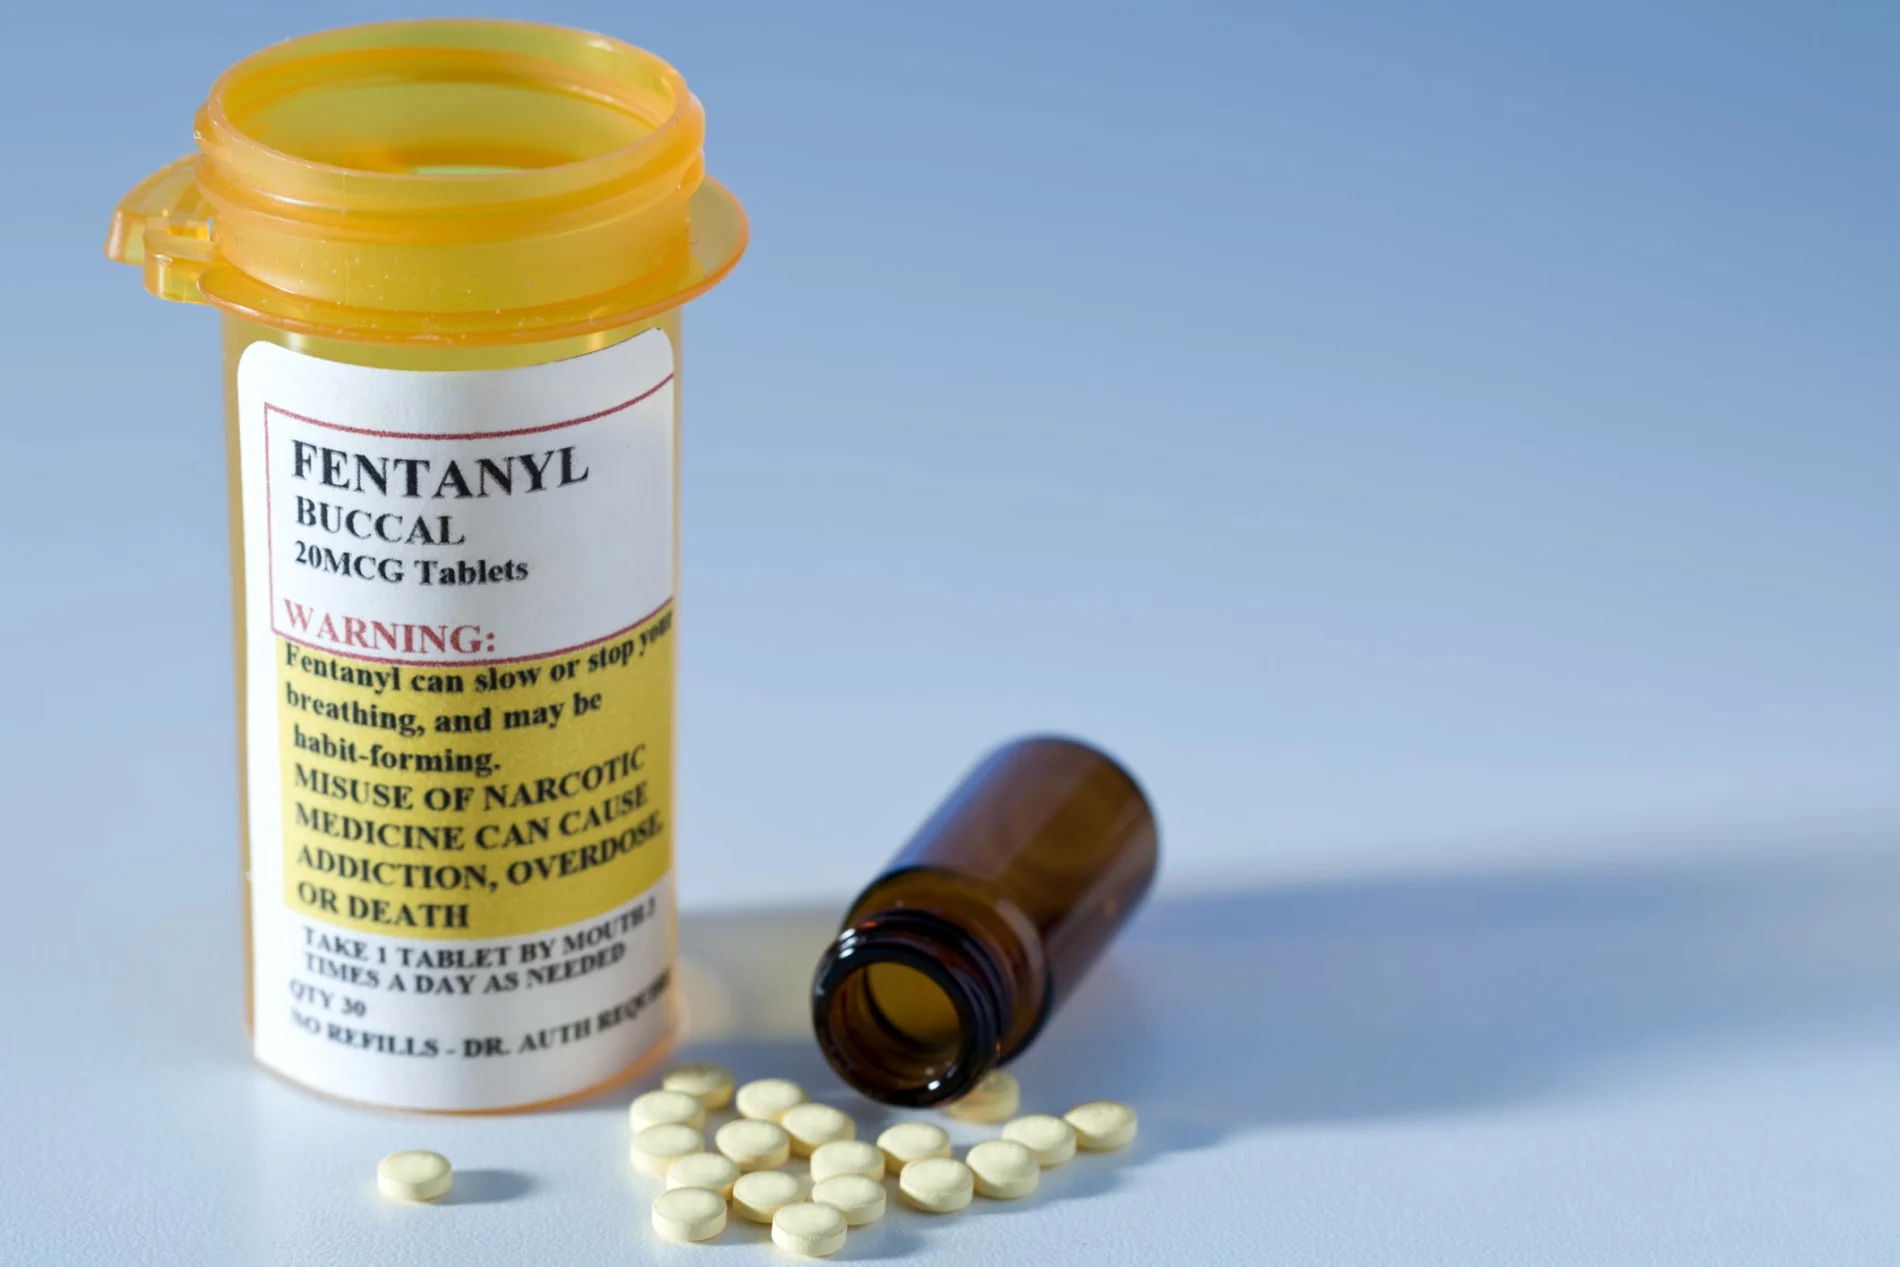 FENTANYL
BUCCAL
20MCG Tablets
WARNING:
Fentanyl can slow or stop your
breathing, and may be
habit-forming.
MISUSE OF NARCOTIC
MEDICINE CAN CAUSE
ADDICTION, OVERDOSE,
OR DEATH
TAKE 1 TABLET BY MOUTH 3
TIMES A DAY AS NEEDED
QTY 30
NO REFILLS - DR. AUTH